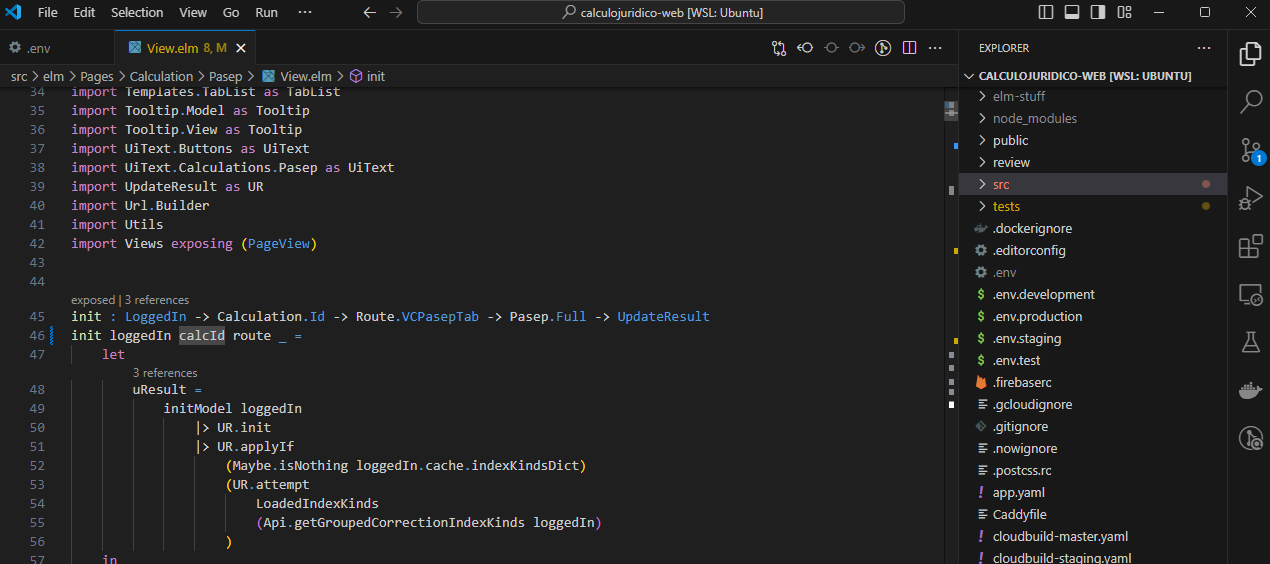 File Edit Selection View Go Run ··· calculojuridico-web [WSL: Ubuntu]
.env View.elm 8, M
src > elm > Pages > Calculation > Pasep > View.elm > init
34 import Templates.TabList as TabList
35 import Tooltip.Model as Tooltip
36 import Tooltip.View as Tooltip
37 import UiText.Buttons as UiText
38 import UiText.Calculations.Pasep as UiText
39 import UpdateResult as UR
40 import Url.Builder
41 import Utils
42 import Views exposing (PageView)
43
44
exposed | 3 references
45 init : LoggedIn -> Calculation.Id -> Route.VCPasepTab -> Pasep.Full -> UpdateResult
46 init loggedIn calcId route _ =
47 let
3 references
48 uResult =
49 initModel loggedIn
50 |> UR.init
51 |> UR.applyIf
52 (Maybe.isNothing loggedIn.cache.indexKindsDict)
53 (UR.attempt
54 LoadedIndexKinds
55 (Api.getGroupedCorrectionIndexKinds loggedIn)
56 )
57 in
EXPLORER
CALCULOJURIDICO-WEB [WSL: UBUNTU]
elm-stuff
node_modules
public
review
src
tests
.dockerignore
.editorconfig
.env
.env.development
.env.production
.env.staging
.env.test
.firebaserc
.gcloudignore
.gitignore
.nowignore
.postcss.rc
app.yaml
Caddyfile
cloudbuild-master.yaml
cloudbuild-staging.yaml
1